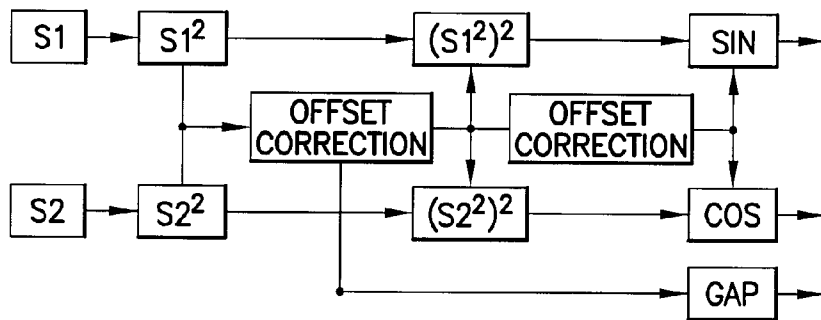 S1
S1²
(S1²)²
SIN
OFFSET
CORRECTION
OFFSET
CORRECTION
S2
S2²
(S2²)²
COS
GAP